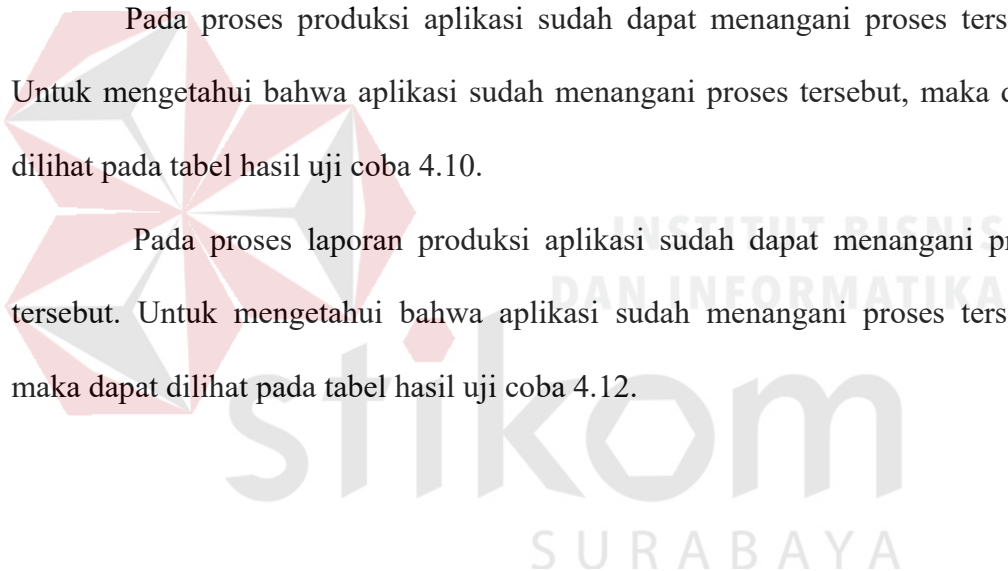 Pada proses produksi aplikasi sudah dapat menangani proses ters
Untuk mengetahui bahwa aplikasi sudah menangani proses tersebut, maka d
dilihat pada tabel hasil uji coba 4.10.
Pada proses laporan produksi aplikasi sudah dapat menangani pr
tersebut. Untuk mengetahui bahwa aplikasi sudah menangani proses ters
maka dapat dilihat pada tabel hasil uji coba 4.12.
INSTITUT BISNIS
DAN INFORMATIKA
stikom
SURABAYA